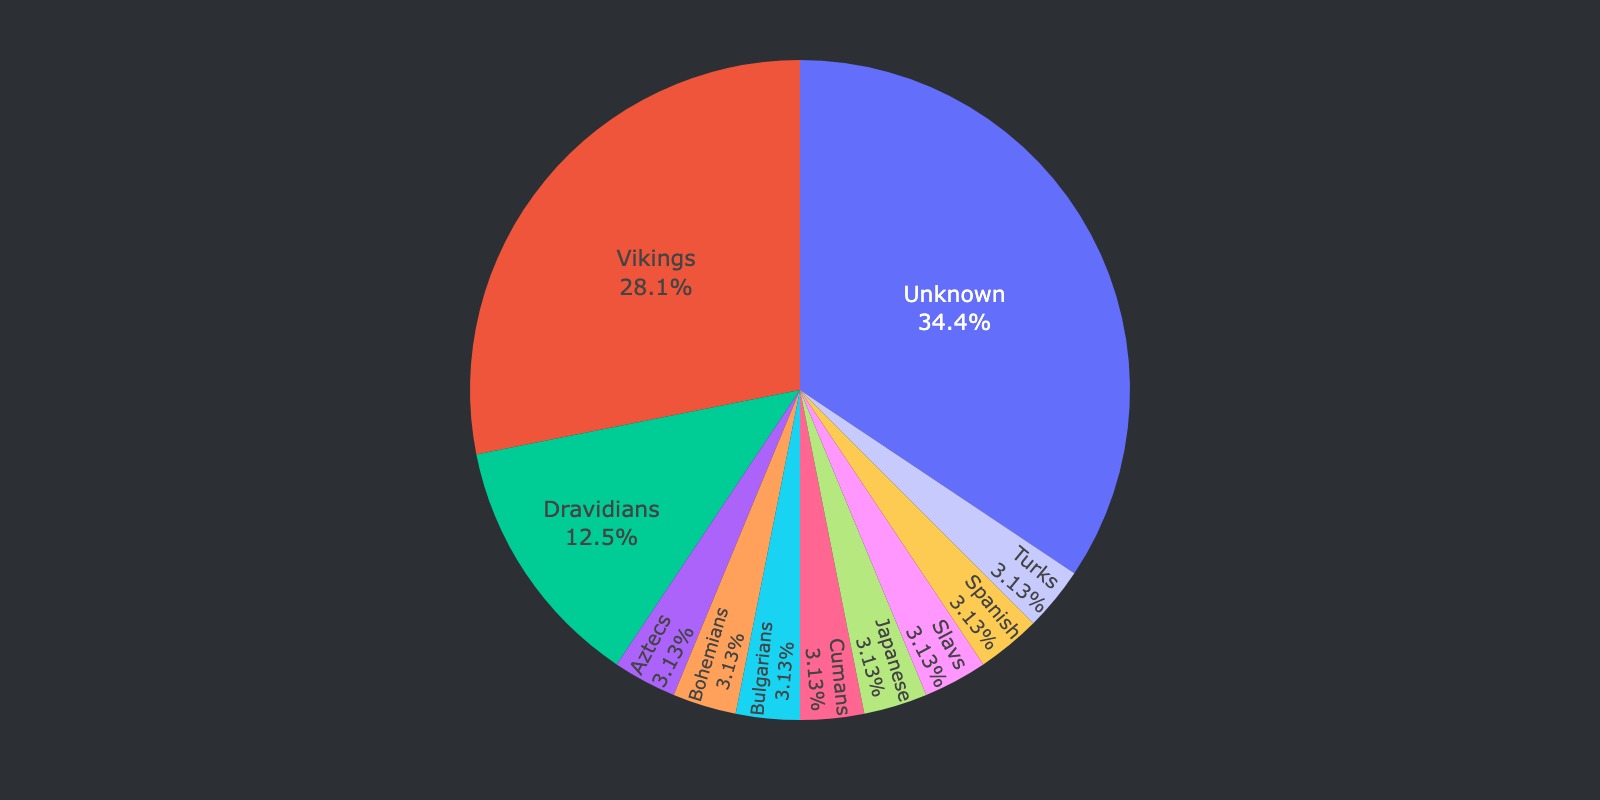 Vikings
28.1%
Unknown
34.4%
Dravidians
12.5%
Aztecs
3.13%
Bohemians
3.13%
Bulgarians
3.13%
Cumans
3.13%
Japanese
3.13%
Slavs
3.13%
Spanish
3.13%
Turks
3.13%